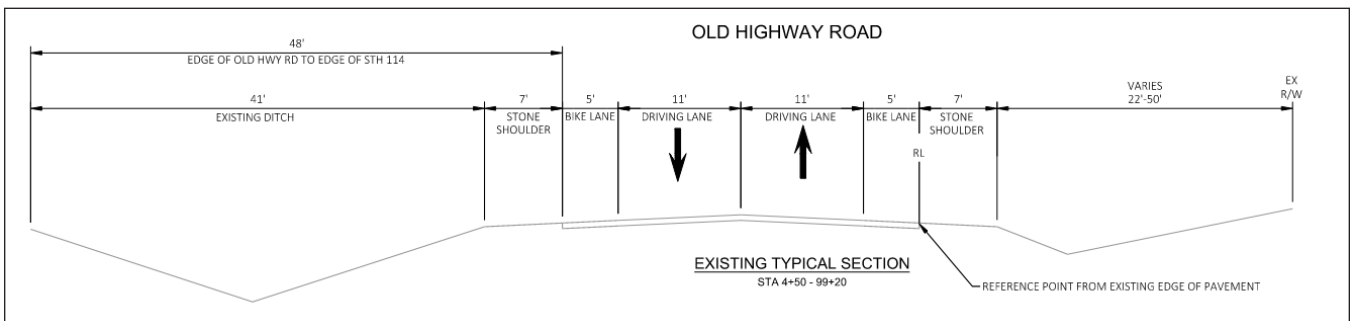 OLD HIGHWAY ROAD
48'
EDGE OF OLD HWY RD TO EDGE OF STH 114
41'
EXISTING DITCH
7'
STONE
SHOULDER
5'
BIKE LANE
11'
DRIVING LANE
11'
DRIVING LANE
5'
BIKE LANE
7'
STONE
SHOULDER
VARIES
22'-50'
EX
R/W
RL
EXISTING TYPICAL SECTION
STA 4+50 - 99+20
REFERENCE POINT FROM EXISTING EDGE OF PAVEMENT